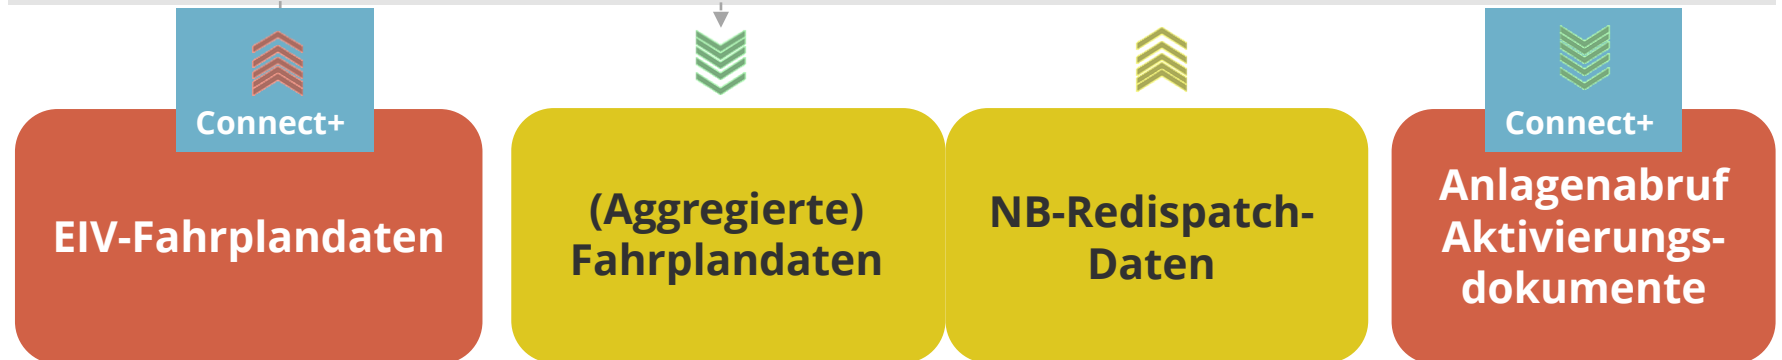 Connect+
EIV-Fahrplandaten
(Aggregierte)
Fahrplandaten
NB-Redispatch-
Daten
Connect+
Anlagenabruf
Aktivierungs-
dokumente